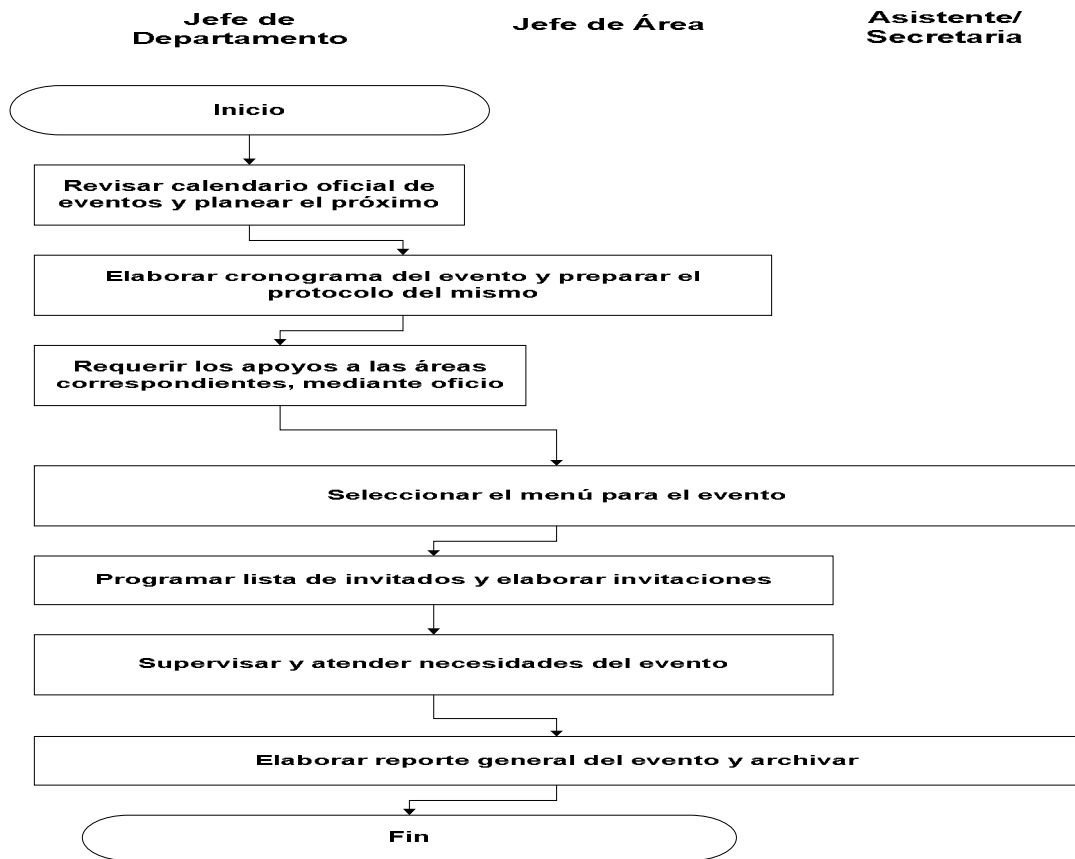 Jefe de
Departamento
Jefe de Área
Asistente/
Secretaria
Inicio
Revisar calendario oficial de
eventos y planear el próximo
Elaborar cronograma del evento y preparar el
protocolo del mismo
Requerir los apoyos a las áreas
correspondientes, mediante oficio
Seleccionar el menú para el evento
Programar lista de invitados y elaborar invitaciones
Supervisar y atender necesidades del evento
Elaborar reporte general del evento y archivar
Fin